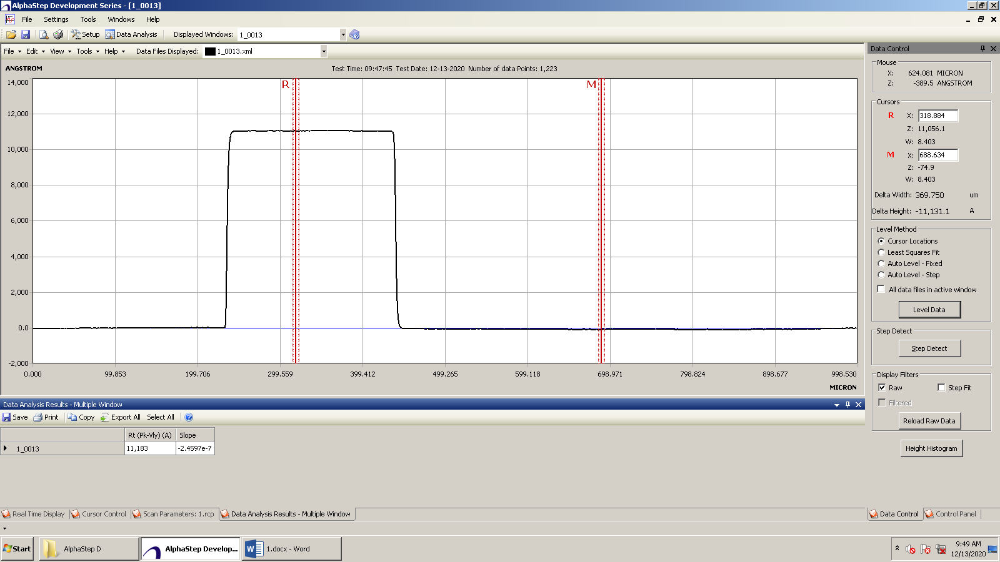 AlphaStep Development Series - [1_0013]
File Settings Tools Windows Help
Setup Data Analysis Displayed Windows: 1_0013
File Edit View Tools Help Data Files Displayed: 1_0013.xml
ANGSTROM
Test Time: 09:47:45 Test Date: 12-13-2020 Number of data Points: 1,223
R M
14,000
12,000
10,000
8,000
6,000
4,000
2,000
0.0
-2,000
0.000 99.853 199.706 299.559 399.412 499.265 599.118 698.971 798.824 898.677 998.530
MICRON
Data Control
Mouse
X: 624.081 MICRON
Z: -389.5 ANGSTROM
Cursors
R X: 318.884
Z: 11,056.1
W: 8.403
M X: 688.634
Z: -74.9
W: 8.403
Delta Width: 369.750 um
Delta Height: -11,131.1 A
Level Method
Cursor Locations
Least Squares Fit
Auto Level - Fixed
Auto Level - Step
All data files in active window
Level Data
Step Detect
Step Detect
Display Filters
Raw Step Fit
Filtered
Reload Raw Data
Height Histogram
Data Analysis Results - Multiple Window
Save Print Copy Export All Select All
Rt (Pk-Vly) (A) Slope
1_0013 11,183 -2.4597e-7
Real Time Display Cursor Control Scan Parameters: 1.rcp Data Analysis Results - Multiple Window
Data Control Control Panel
Start AlphaStep D AlphaStep Develop... 1.docx - Word
9:49 AM
12/13/2020